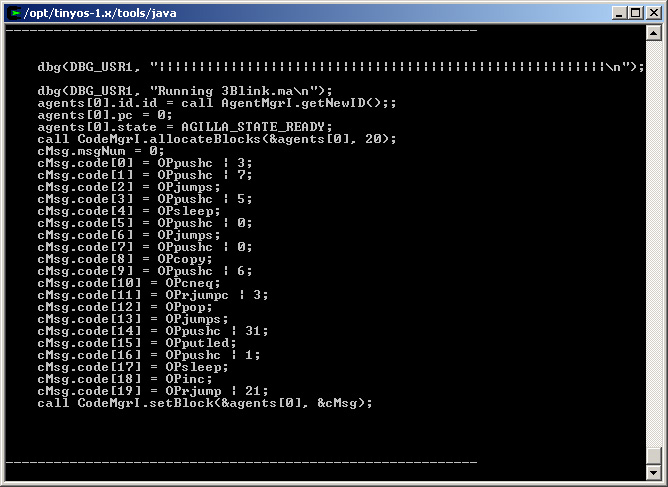 /opt/tinyos-1.x/tools/java
-----------------------------------------------------------
dbg(DBG_USR1, "||||||||||||||||||||||||||||||||||||||||||||||||||||||||\n");
dbg(DBG_USR1, "Running 3Blink.ma\n");
agents[0].id.id = call AgentMgrI.getNewID();;
agents[0].pc = 0;
agents[0].state = AGILLA_STATE_READY;
call CodeMgrI.allocateBlocks(&agents[0], 20);
cMsg.msgNum = 0;
cMsg.code[0] = OPpushc | 3;
cMsg.code[1] = OPpushc | 7;
cMsg.code[2] = OPjumps;
cMsg.code[3] = OPpushc | 5;
cMsg.code[4] = OPsleep;
cMsg.code[5] = OPpushc | 0;
cMsg.code[6] = OPjumps;
cMsg.code[7] = OPpushc | 0;
cMsg.code[8] = OPcopy;
cMsg.code[9] = OPpushc | 6;
cMsg.code[10] = OPcneq;
cMsg.code[11] = OPrjumpc | 3;
cMsg.code[12] = OPpop;
cMsg.code[13] = OPjumps;
cMsg.code[14] = OPpushc | 31;
cMsg.code[15] = OPputled;
cMsg.code[16] = OPpushc | 1;
cMsg.code[17] = OPsleep;
cMsg.code[18] = OPinc;
cMsg.code[19] = OPrjump | 21;
call CodeMgrI.setBlock(&agents[0], &cMsg);
-----------------------------------------------------------